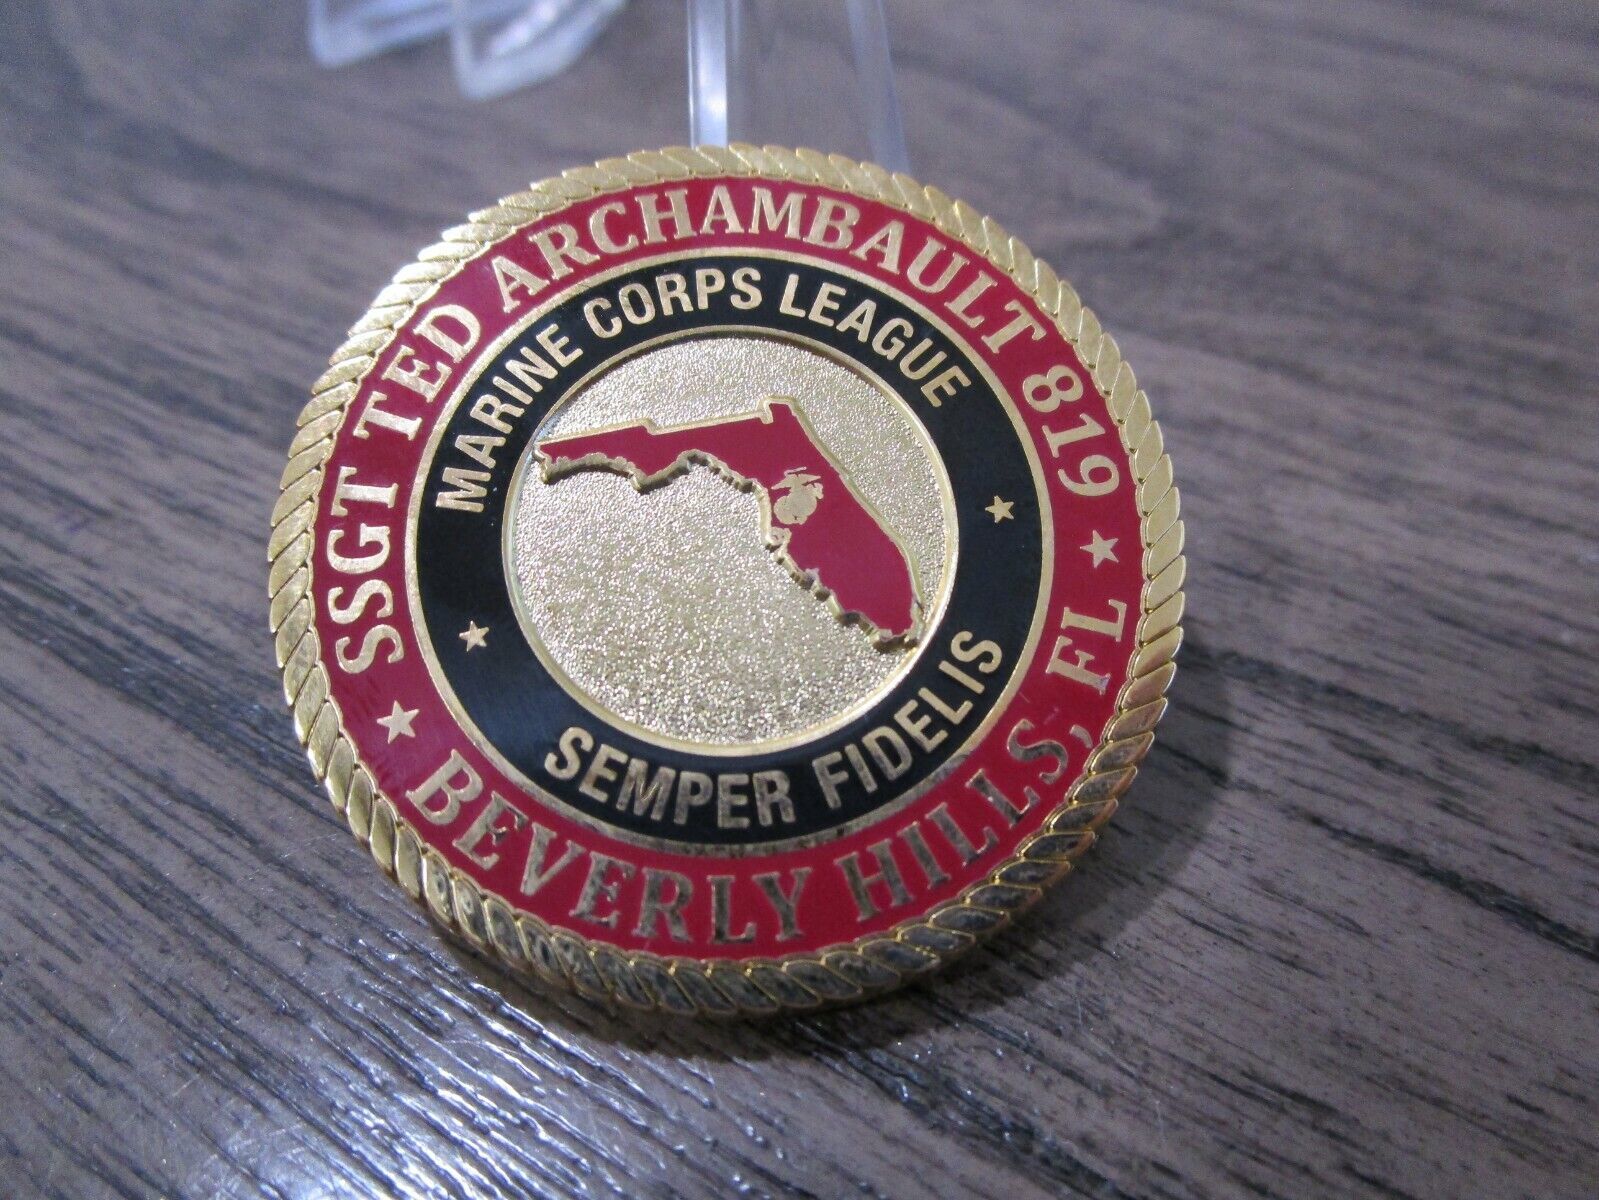 SSGT TED ARCHAMBAULT 819
BEVERLY HILLS, FL
MARINE CORPS LEAGUE
SEMPER FIDELIS